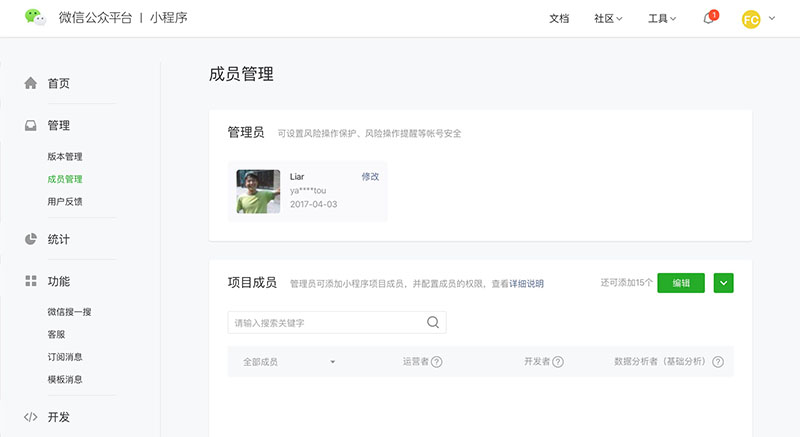 微信公众平台 | 小程序
文档 社区 工具 1 FC
首页
管理
版本管理
成员管理
用户反馈
统计
功能
微信搜一搜
客服
订阅消息
模板消息
开发
成员管理
管理员 可设置风险操作保护、风险操作提醒等帐号安全
Liar 修改
ya****tou
2017-04-03
项目成员 管理员可添加小程序项目成员，并配置成员的权限，查看详细说明 还可添加15个 编辑
请输入搜索关键字
全部成员 运营者 ? 开发者 ? 数据分析者（基础分析） ?